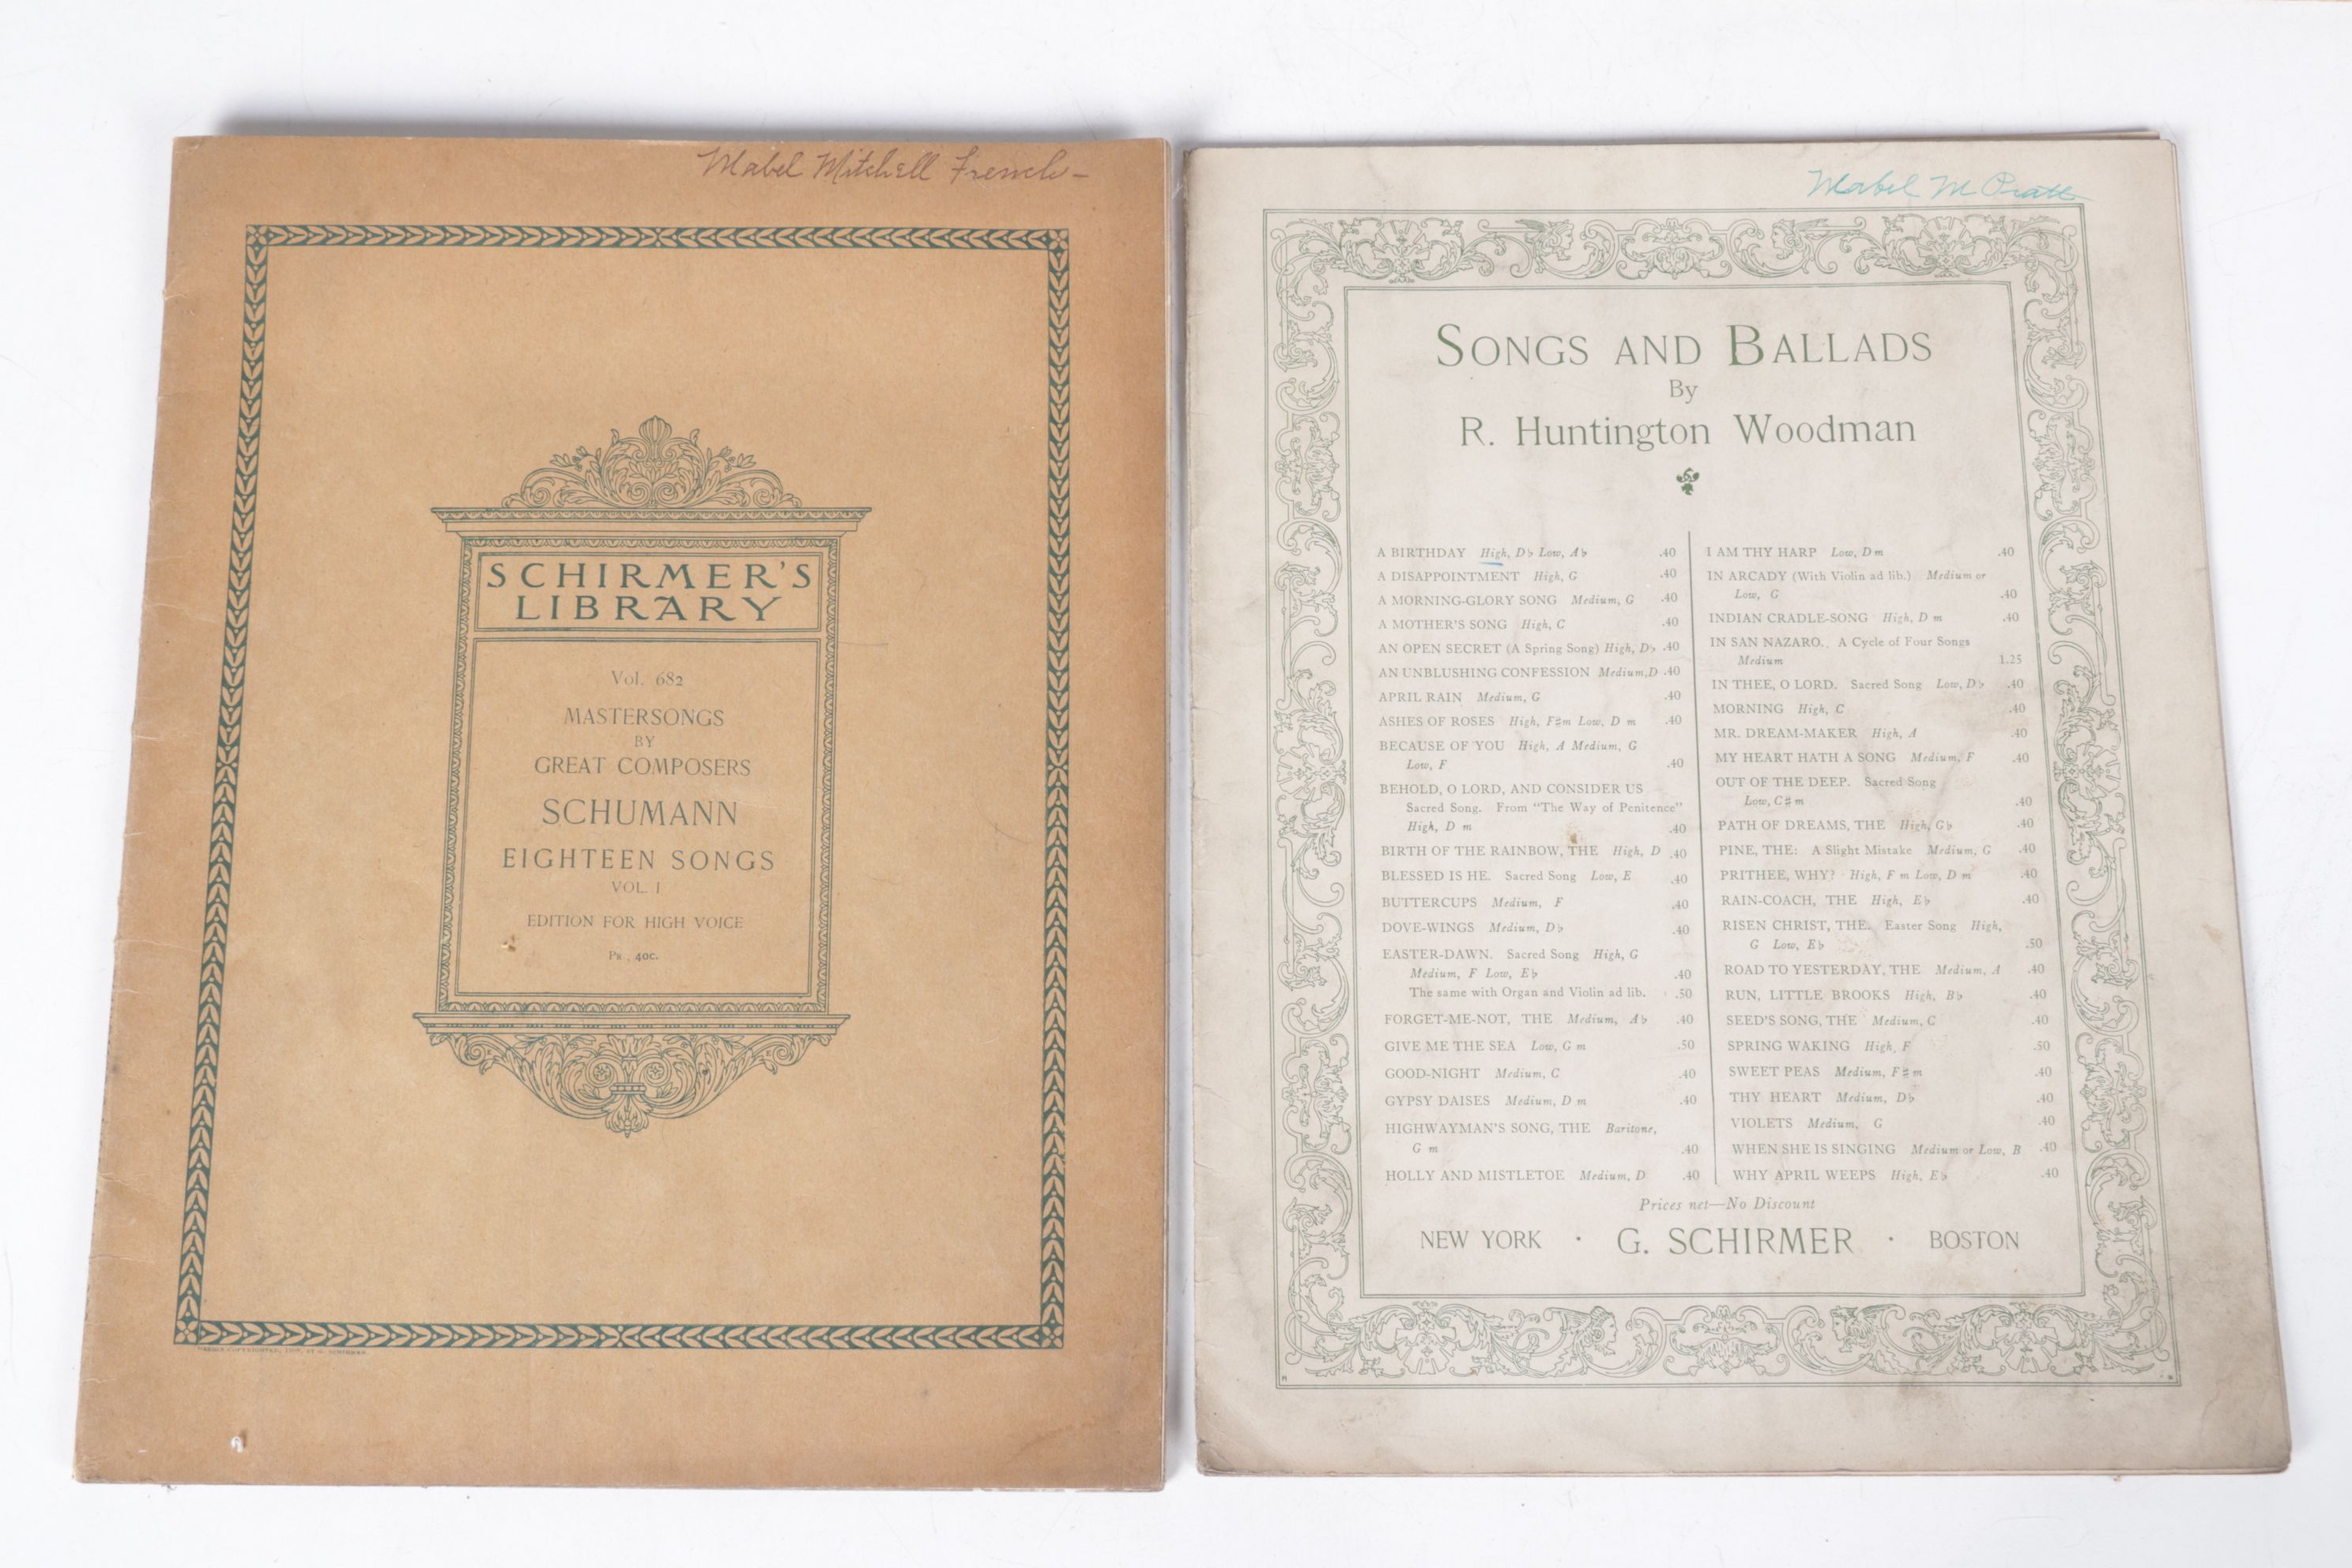 Mabel Mitchell French-
SCHIRMER'S
LIBRARY
Vol. 682
MASTERSONGS
BY
GREAT COMPOSERS
SCHUMANN
EIGHTEEN SONGS
VOL. I
EDITION FOR HIGH VOICE
Pr., 40c.
Mabel M Pratt
SONGS AND BALLADS
By
R. Huntington Woodman
A BIRTHDAY High, D♭ Low, A♭ .40
A DISAPPOINTMENT High, G .40
A MORNING-GLORY SONG Medium, G .40
A MOTHER'S SONG High, C .40
AN OPEN SECRET (A Spring Song) High, D♭ .40
AN UNBLUSHING CONFESSION Medium, D .40
APRIL RAIN Medium, G .40
ASHES OF ROSES High, F♯m Low, D m .40
BECAUSE OF YOU High, A Medium, G
Low, F .40
BEHOLD, O LORD, AND CONSIDER US
Sacred Song. From "The Way of Penitence"
High, D m .40
BIRTH OF THE RAINBOW, THE High, D .40
BLESSED IS HE. Sacred Song Low, E .40
BUTTERCUPS Medium, F .40
DOVE-WINGS Medium, D♭ .40
EASTER-DAWN. Sacred Song High, G
Medium, F Low, E♭ .40
The same with Organ and Violin ad lib. .50
FORGET-ME-NOT, THE Medium, A♭ .40
GIVE ME THE SEA Low, G m .50
GOOD-NIGHT Medium, C .40
GYPSY DAISES Medium, D m .40
HIGHWAYMAN'S SONG, THE Baritone,
G m .40
HOLLY AND MISTLETOE Medium, D .40
I AM THY HARP Low, D m .40
IN ARCADY (With Violin ad lib.) Medium or
Low, G .40
INDIAN CRADLE-SONG High, D m .40
IN SAN NAZARO. A Cycle of Four Songs
Medium 1.25
IN THEE, O LORD. Sacred Song Low, D♭ .40
MORNING High, C .40
MR. DREAM-MAKER High, A .40
MY HEART HATH A SONG Medium, F .40
OUT OF THE DEEP. Sacred Song
Low, C♯m .40
PATH OF DREAMS, THE High, G♭ .40
PINE, THE: A Slight Mistake Medium, G .40
PRITHEE, WHY? High, F m Low, D m .40
RAIN-COACH, THE High, E♭ .40
RISEN CHRIST, THE. Easter Song High,
G Low, E♭ .50
ROAD TO YESTERDAY, THE Medium, A .40
RUN, LITTLE BROOKS High, B♭ .40
SEED'S SONG, THE Medium, C .40
SPRING WAKING High, F .50
SWEET PEAS Medium, F♯m .40
THY HEART Medium, D♭ .40
VIOLETS Medium, G .40
WHEN SHE IS SINGING Medium or Low, B .40
WHY APRIL WEEPS High, E♭ .40
Prices net—No Discount
NEW YORK · G. SCHIRMER · BOSTON